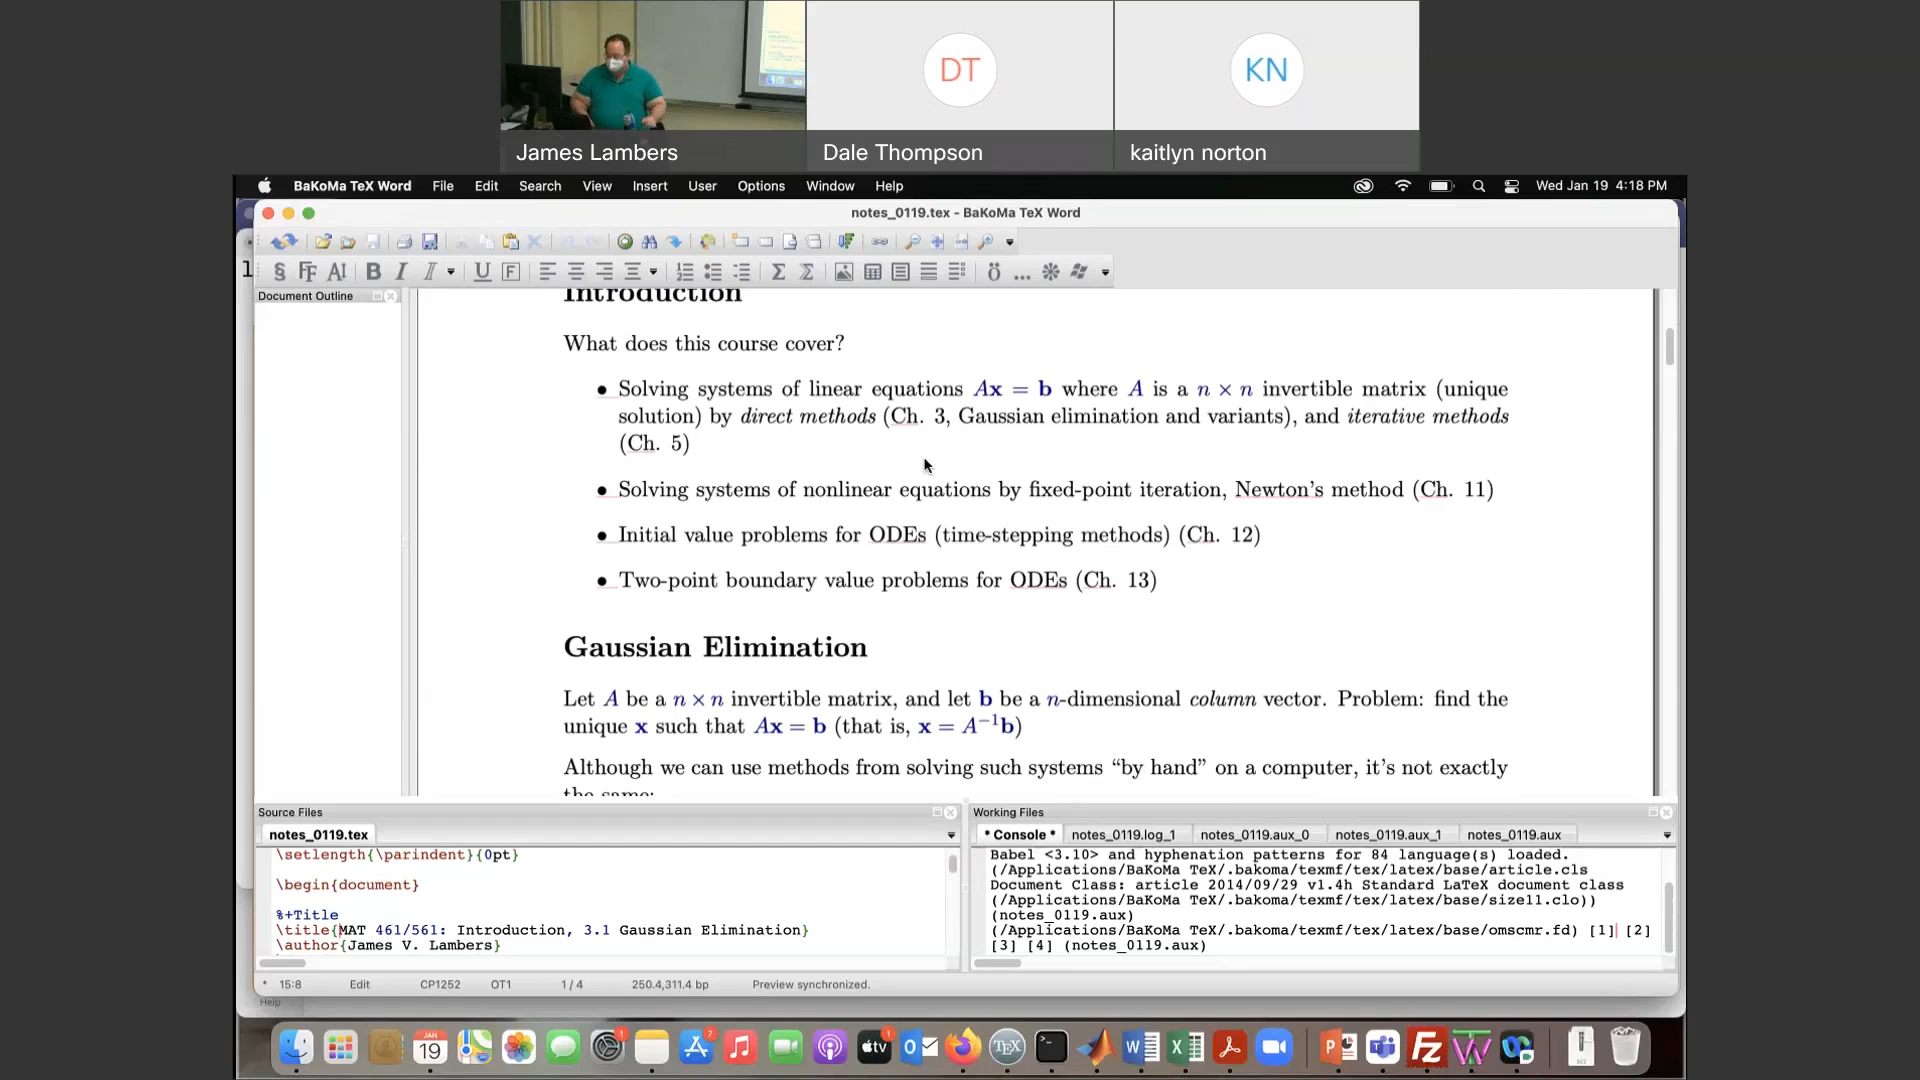 DT
KN
James Lambers
Dale Thompson
kaitlyn norton
BaKoMa TeX Word File Edit Search View Insert User Options Window Help
Wed Jan 19 4:18 PM
notes_0119.tex - BaKoMa TeX Word
Document Outline
Introduction
What does this course cover?
• Solving systems of linear equations Ax = b where A is a n × n invertible matrix (unique
solution) by direct methods (Ch. 3, Gaussian elimination and variants), and iterative methods
(Ch. 5)
• Solving systems of nonlinear equations by fixed-point iteration, Newton's method (Ch. 11)
• Initial value problems for ODEs (time-stepping methods) (Ch. 12)
• Two-point boundary value problems for ODEs (Ch. 13)
Gaussian Elimination
Let A be a n × n invertible matrix, and let b be a n-dimensional column vector. Problem: find the
unique x such that Ax = b (that is, x = A⁻¹b)
Although we can use methods from solving such systems “by hand” on a computer, it's not exactly
the same:
Source Files
notes_0119.tex
\setlength{\parindent}{0pt}
\begin{document}
%+Title
\title{MAT 461/561: Introduction, 3.1 Gaussian Elimination}
\author{James V. Lambers}
Working Files
* Console * notes_0119.log_1 notes_0119.aux_0 notes_0119.aux_1 notes_0119.aux
Babel <3.10> and hyphenation patterns for 84 language(s) loaded.
(/Applications/BaKoMa TeX/.bakoma/texmf/tex/latex/base/article.cls
Document Class: article 2014/09/29 v1.4h Standard LaTeX document class
(/Applications/BaKoMa TeX/.bakoma/texmf/tex/latex/base/size11.clo))
(notes_0119.aux)
(/Applications/BaKoMa TeX/.bakoma/texmf/tex/latex/base/omscmr.fd) [1] [2]
[3] [4] (notes_0119.aux)
* 15:8 Edit CP1252 OT1 1 / 4 250.4,311.4 bp Preview synchronized.
Help
JAN
19
1
7
tv
1
TEX